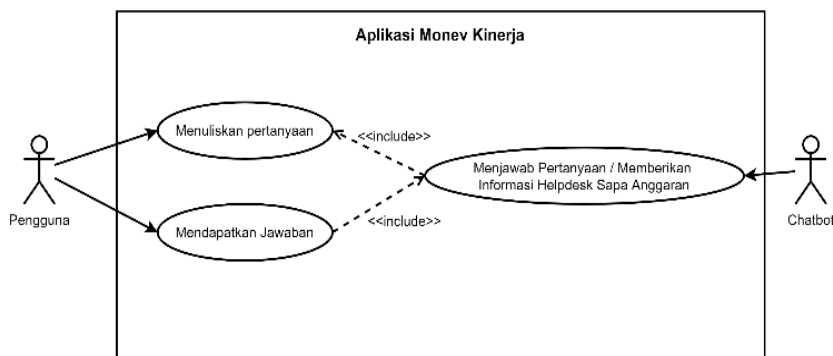 Aplikasi Monev Kinerja
Menuliskan pertanyaan
<<include>>
Menjawab Pertanyaan / Memberikan
Informasi Helpdesk Sapa Anggaran
Pengguna
Mendapatkan Jawaban
<<include>>
Chatbot